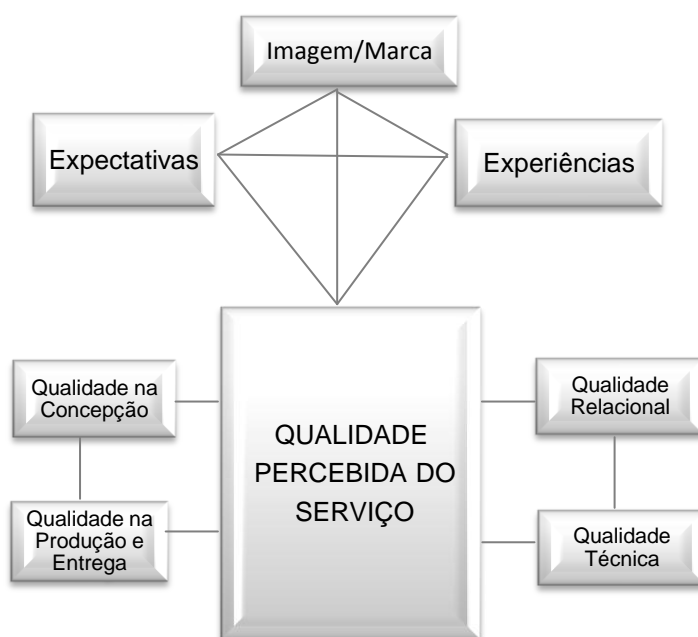 Imagem/Marca
Expectativas
Experiências
Qualidade na
Concepção
Qualidade na
Produção e
Entrega
QUALIDADE
PERCEBIDA DO
SERVIÇO
Qualidade
Relacional
Qualidade
Técnica